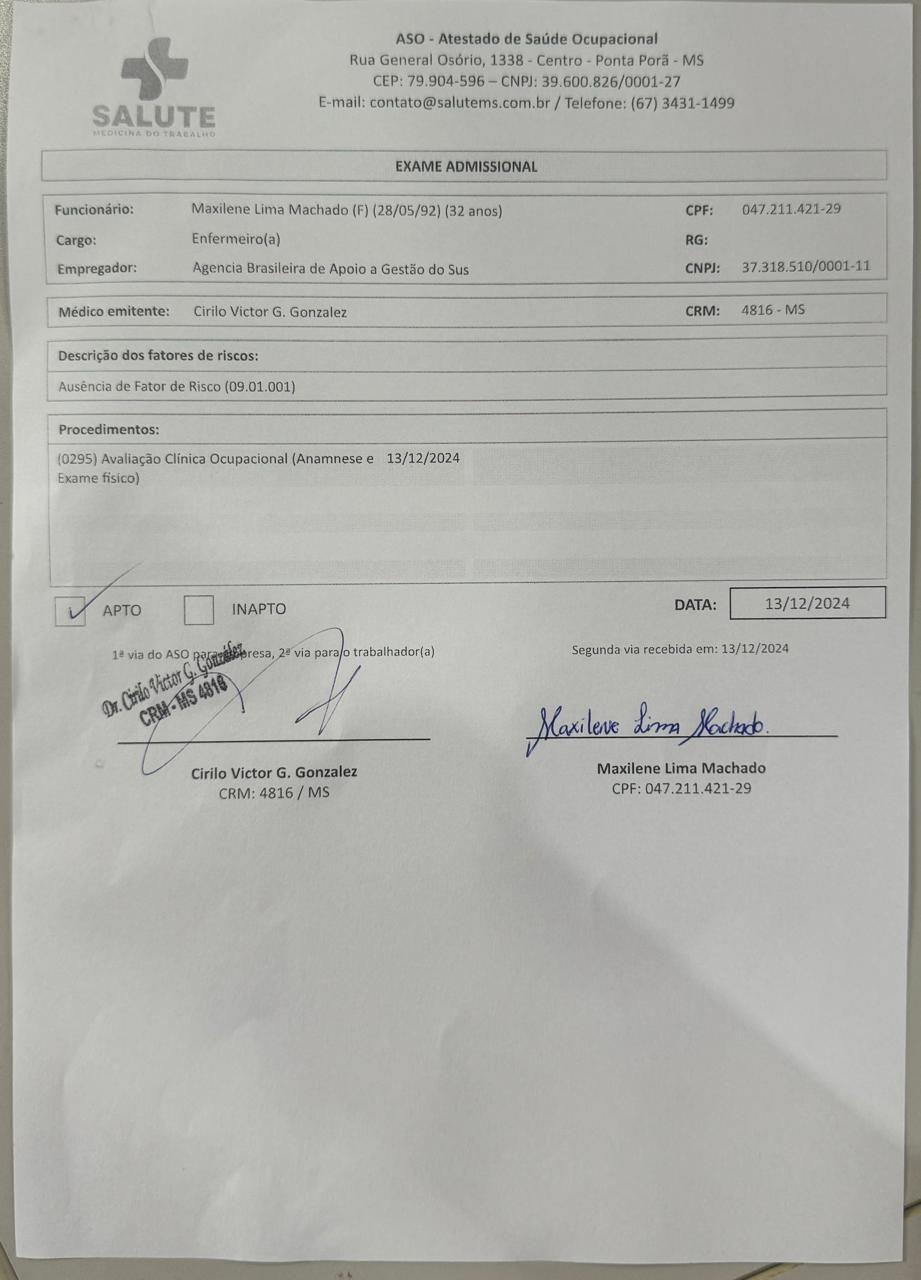 ASO - Atestado de Saúde Ocupacional
Rua General Osório, 1338 - Centro - Ponta Porã - MS
CEP: 79.904-596 – CNPJ: 39.600.826/0001-27
E-mail: contato@salutems.com.br / Telefone: (67) 3431-1499
SALUTE
MEDICINA DO TRABALHO
EXAME ADMISSIONAL
Funcionário: Maxilene Lima Machado (F) (28/05/92) (32 anos) CPF: 047.211.421-29
Cargo: Enfermeiro(a) RG:
Empregador: Agencia Brasileira de Apoio a Gestão do Sus CNPJ: 37.318.510/0001-11
Médico emitente: Cirilo Victor G. Gonzalez CRM: 4816 - MS
Descrição dos fatores de riscos:
Ausência de Fator de Risco (09.01.001)
Procedimentos:
(0295) Avaliação Clínica Ocupacional (Anamnese e 13/12/2024
Exame físico)
APTO INAPTO DATA: 13/12/2024
1ª via do ASO para empresa, 2ª via para o trabalhador(a) Segunda via recebida em: 13/12/2024
Dr. Cirilo Victor G. González
CRM - MS 4816
Maxilene Lima Machado.
Cirilo Victor G. Gonzalez Maxilene Lima Machado
CRM: 4816 / MS CPF: 047.211.421-29